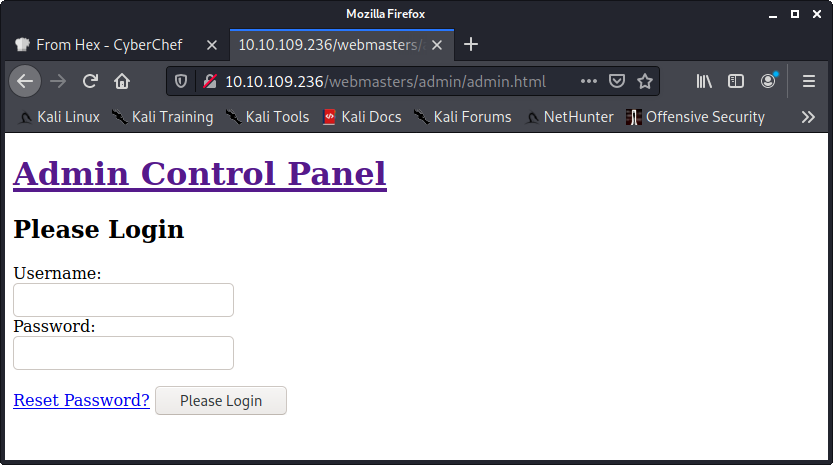 Mozilla Firefox
From Hex - CyberChef
10.10.109.236/webmasters/
10.10.109.236/webmasters/admin/admin.html
Kali Linux Kali Training Kali Tools Kali Docs Kali Forums NetHunter Offensive Security
Admin Control Panel
Please Login
Username:
Password:
Reset Password? Please Login